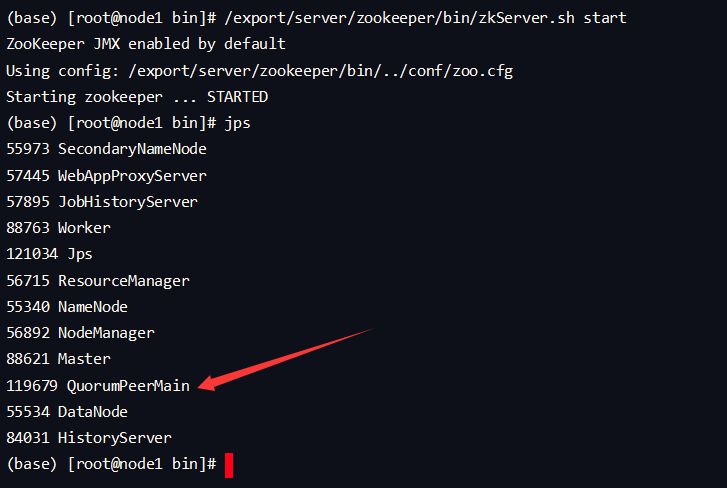 (base) [root@node1 bin]# /export/server/zookeeper/bin/zkServer.sh start
ZooKeeper JMX enabled by default
Using config: /export/server/zookeeper/bin/../conf/zoo.cfg
Starting zookeeper ... STARTED
(base) [root@node1 bin]# jps
55973 SecondaryNameNode
57445 WebAppProxyServer
57895 JobHistoryServer
88763 Worker
121034 Jps
56715 ResourceManager
55340 NameNode
56892 NodeManager
88621 Master
119679 QuorumPeerMain
55534 DataNode
84031 HistoryServer
(base) [root@node1 bin]#